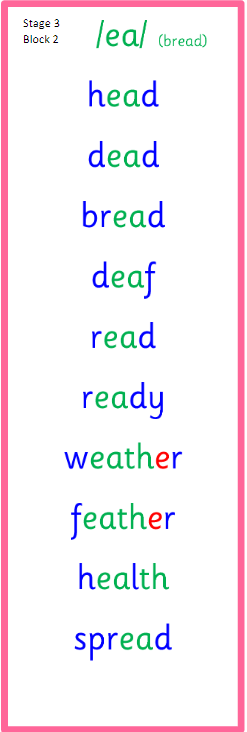 Stage 3
Block 2
/ea/ (bread)
head
dead
bread
deaf
read
ready
weather
feather
health
spread